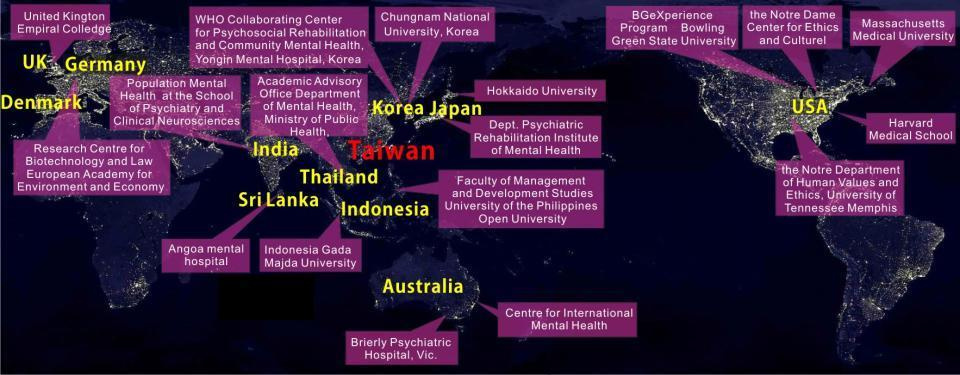 United Kington
Empiral Colledge
WHO Collaborating Center
for Psychosocial Rehabilitation
and Community Mental Health,
Yongin Mental Hospital, Korea
Chungnam National
University, Korea
BGeXperience
Program Bowling
Green State University
the Notre Dame
Center for Ethics
and Culturel
Massachusetts
Medical University
UK
Germany
Denmark
Population Mental
Health at the School
of Psychiatry and
Clinical Neurosciences
Academic Advisory
Office Department
of Mental Health,
Ministry of Public
Health,
Korea
Japan
Hokkaido University
USA
Dept. Psychiatric
Rehabilitation Institute
of Mental Health
Harvard
Medical School
Research Centre for
Biotechnology and Law
European Academy for
Environment and Economy
India
Taiwan
Thailand
Sri Lanka
Indonesia
Faculty of Management
and Development Studies
University of the Philippines
Open University
the Notre Department
of Human Values and
Ethics, University of
Tennessee Memphis
Angoa mental
hospital
Indonesia Gada
Majda University
Australia
Centre for International
Mental Health
Brierly Psychiatric
Hospital, Vic.